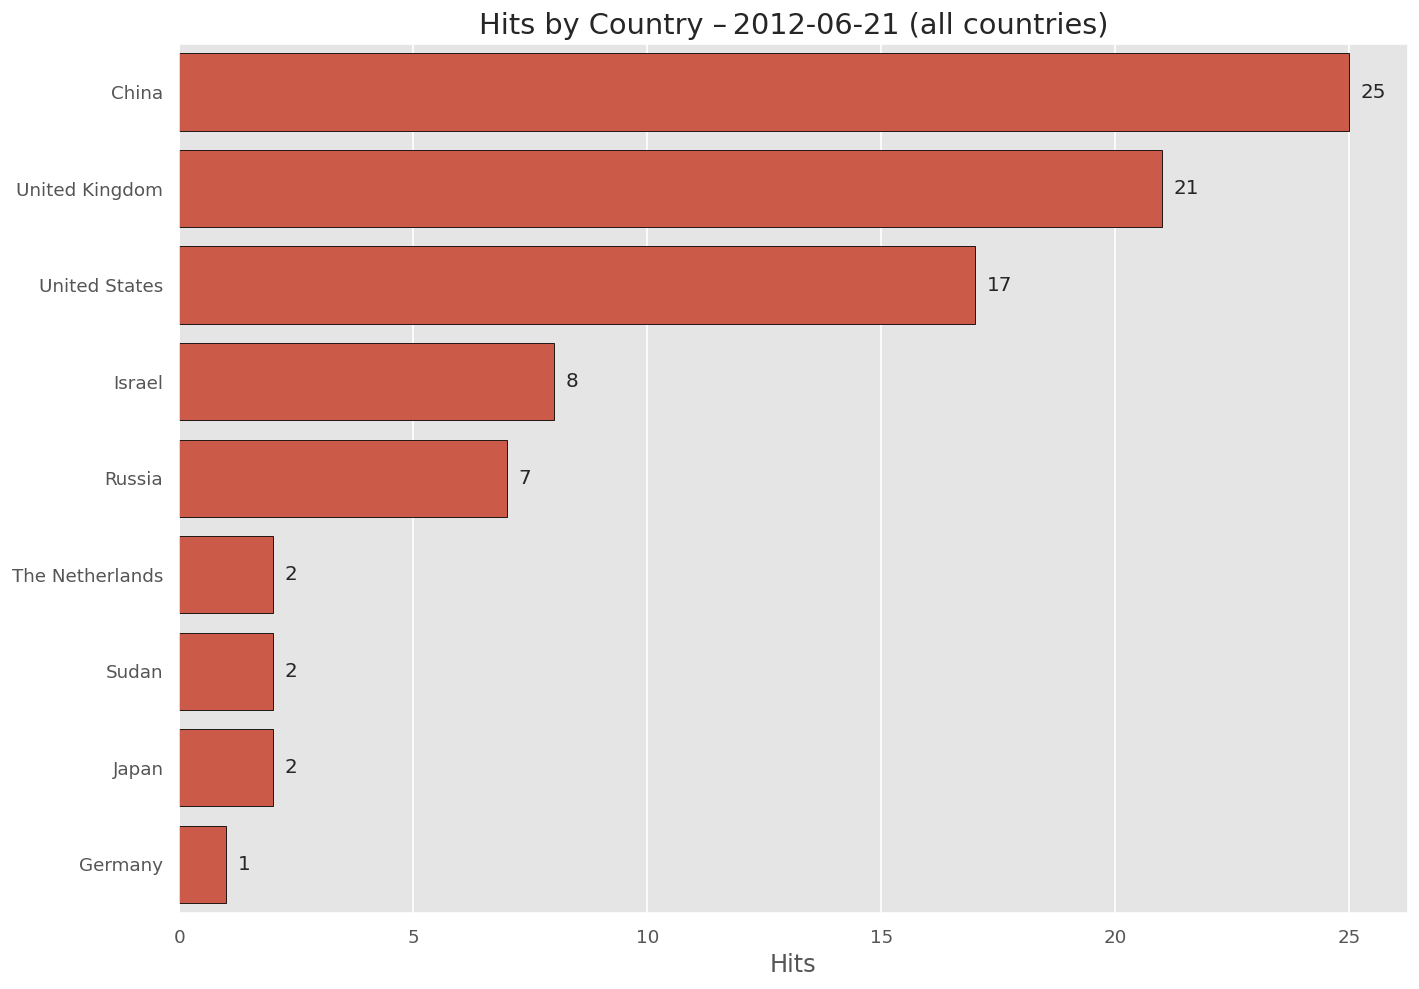 Hits by Country – 2012-06-21 (all countries)
China 25
United Kingdom 21
United States 17
Israel 8
Russia 7
The Netherlands 2
Sudan 2
Japan 2
Germany 1
0 5 10 15 20 25
Hits